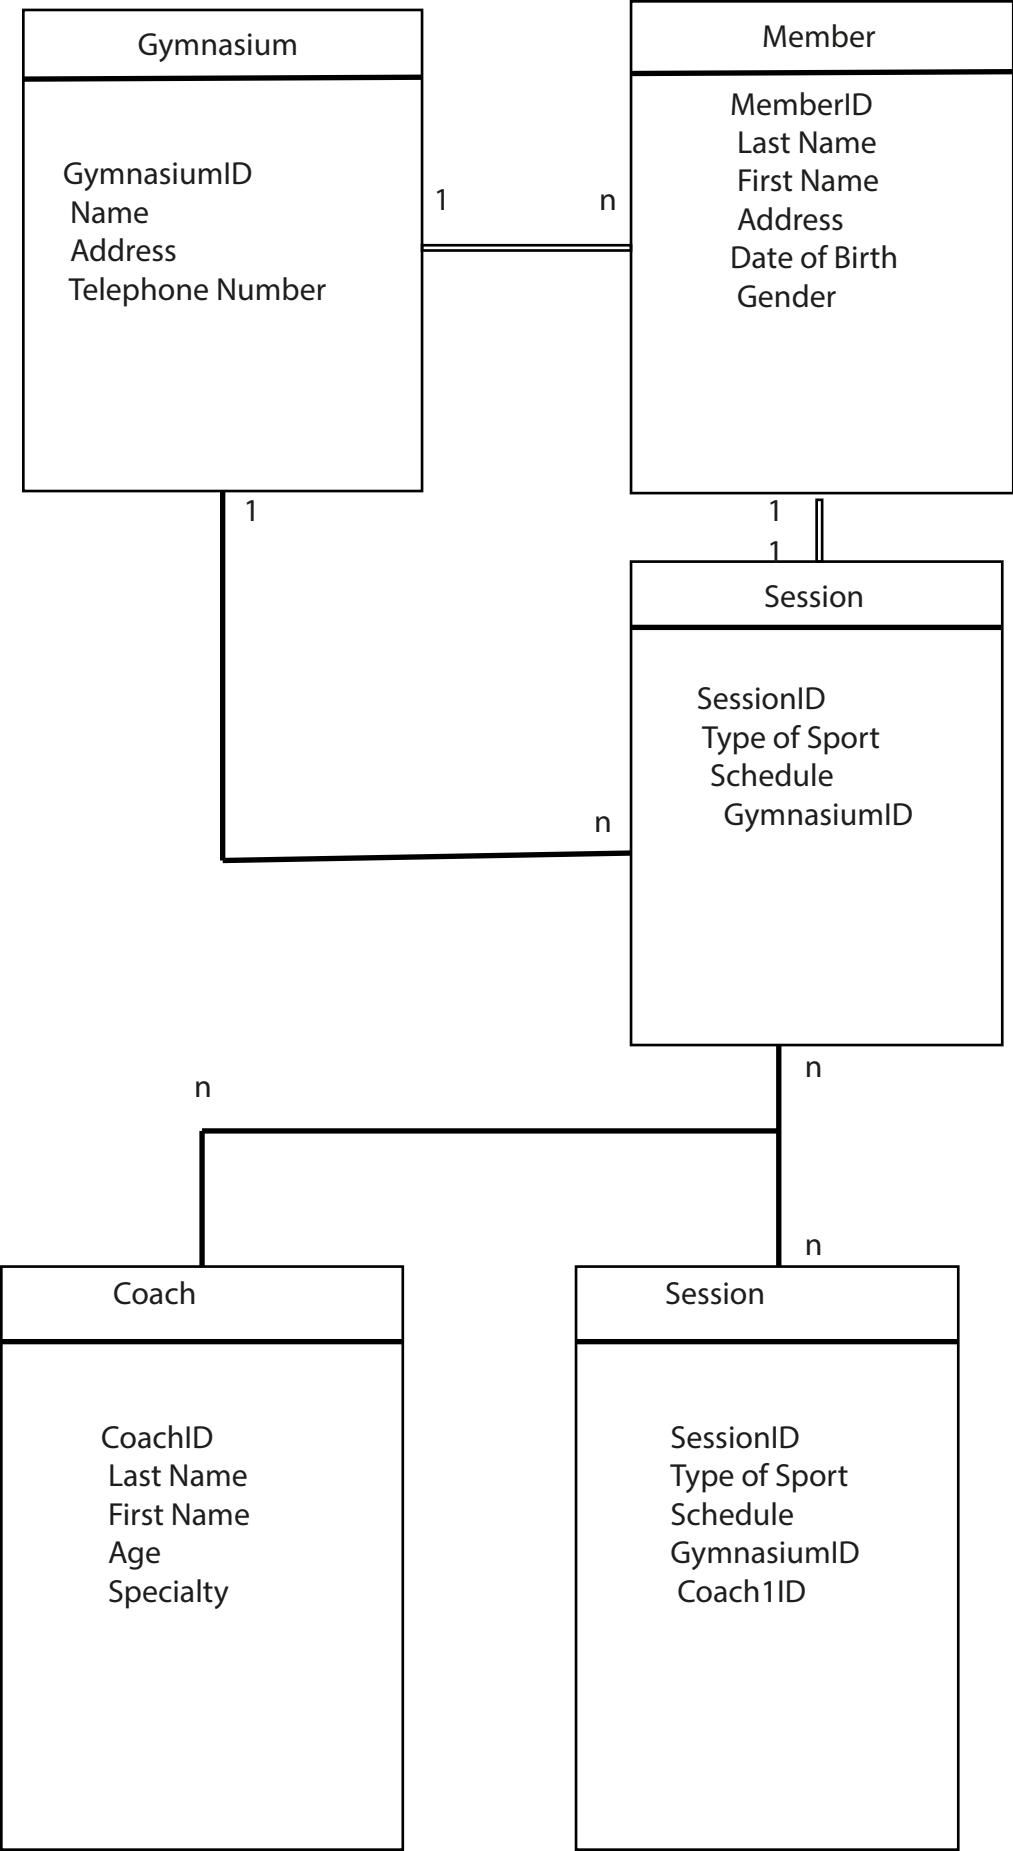 Gymnasium
GymnasiumID
Name
Address
Telephone Number
Member
MemberID
Last Name
First Name
Address
Date of Birth
Gender
1
n
1
1
1
Session
SessionID
Type of Sport
Schedule
GymnasiumID
n
n
n
n
Coach
CoachID
Last Name
First Name
Age
Specialty
Session
SessionID
Type of Sport
Schedule
GymnasiumID
Coach1ID